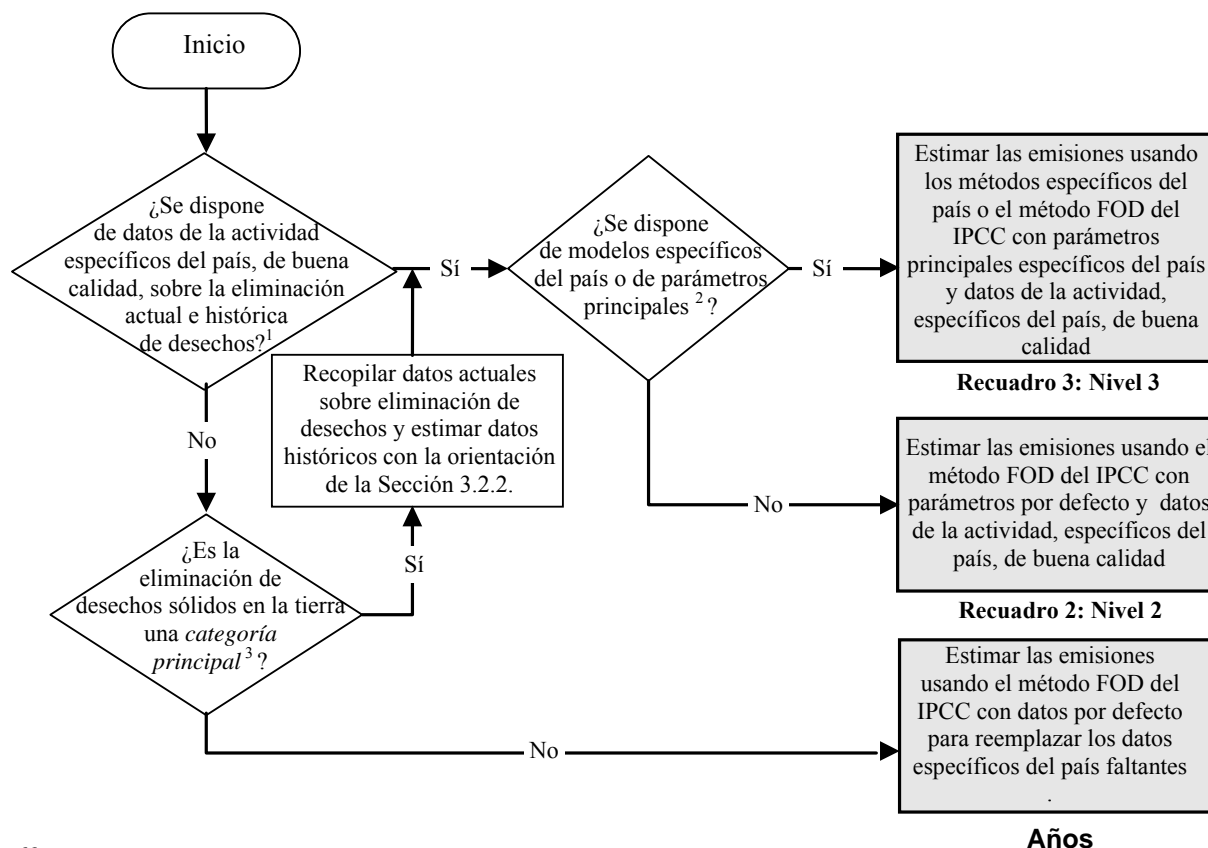 Inicio
¿Se dispone
de datos de la actividad
específicos del país, de buena
calidad, sobre la eliminación
actual e histórica
de desechos?1
Sí
¿Se dispone
de modelos específicos
del país o de parámetros
principales 2 ?
Sí
Estimar las emisiones usando
los métodos específicos del
país o el método FOD del
IPCC con parámetros
principales específicos del país
y datos de la actividad,
específicos del país, de buena
calidad
Recuadro 3: Nivel 3
No
Recopilar datos actuales
sobre eliminación de
desechos y estimar datos
históricos con la orientación
de la Sección 3.2.2.
No
Estimar las emisiones usando el
método FOD del IPCC con
parámetros por defecto y datos
de la actividad, específicos del
país, de buena calidad
Recuadro 2: Nivel 2
¿Es la
eliminación de
desechos sólidos en la tierra
una categoría
principal 3 ?
Sí
No
Estimar las emisiones
usando el método FOD del
IPCC con datos por defecto
para reemplazar los datos
específicos del país faltantes
.
Años